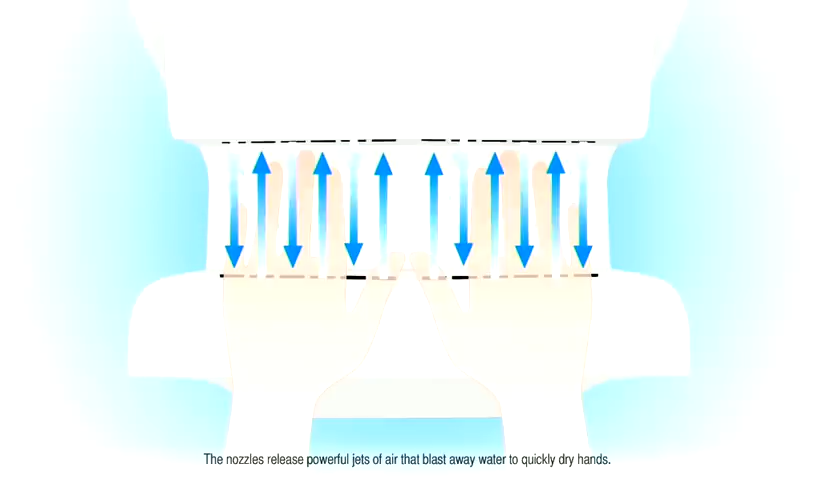 The nozzles release powerful jets of air that blast away water to quickly dry hands.